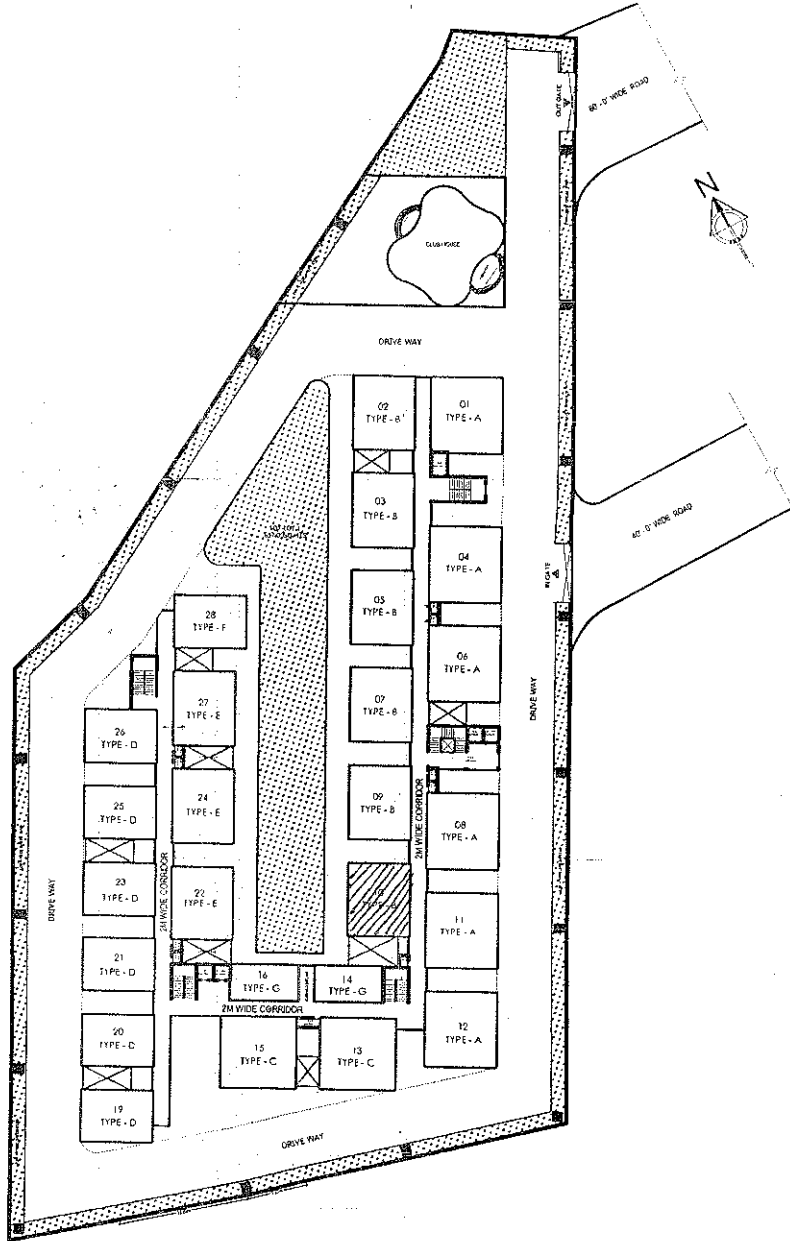 OUT GATE
60'-0" WIDE ROAD
N
CLUBHOUSE
DRIVE WAY
02
TYPE - B
01
TYPE - A
03
TYPE - B
04
TYPE - A
IN GATE
40'-0" WIDE ROAD
05
TYPE - B
06
TYPE - A
28
TYPE - F
27
TYPE - E
07
TYPE - B
DRIVE WAY
26
TYPE - D
24
TYPE - E
09
TYPE - B
08
TYPE - A
25
TYPE - D
2M WIDE CORRIDOR
23
TYPE - D
22
TYPE - E
10
TYPE - B
11
TYPE - A
DRIVE WAY
2M WIDE CORRIDOR
21
TYPE - D
16
TYPE - G
14
TYPE - G
2M WIDE CORRIDOR
20
TYPE - D
15
TYPE - C
13
TYPE - C
12
TYPE - A
19
TYPE - D
DRIVE WAY